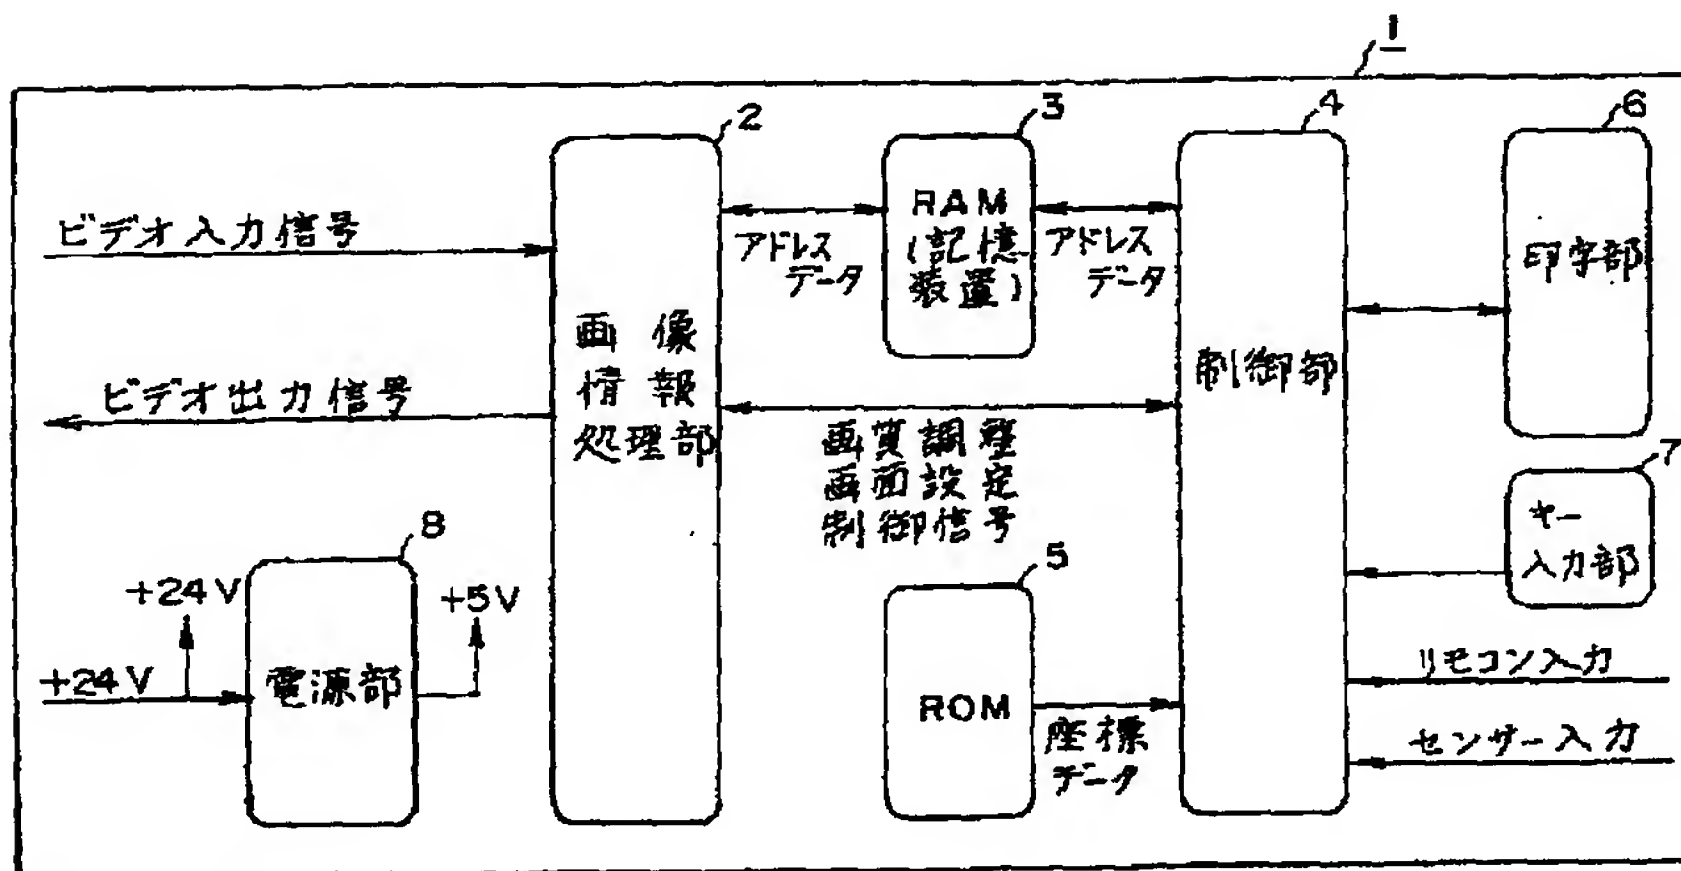 1
2
3
4
6
ビデオ入力信号
アドレス
データ
RAM
(記憶
装置)
アドレス
データ
印字部
画像
情報
処理部
制御部
ビデオ出力信号
画質調整
画面設定
制御信号
7
キー
入力部
8
+24V
+5V
+24V
電源部
5
ROM
座標
データ
リモコン入力
センサー入力